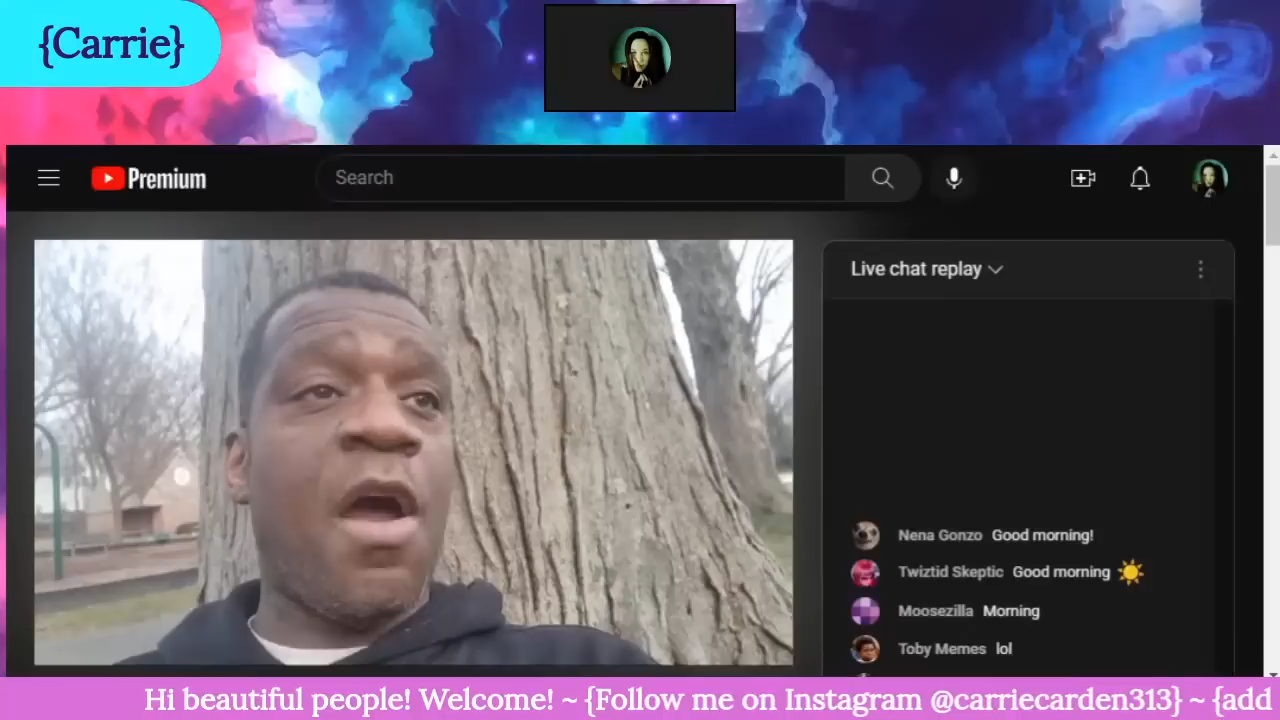 {Carrie}
Premium
Search
Live chat replay
Nena Gonzo Good morning!
Twiztid Skeptic Good morning
Moosezilla Morning
Toby Memes lol
Hi beautiful people! Welcome! ~ {Follow me on Instagram @carriecarden313} ~ {add